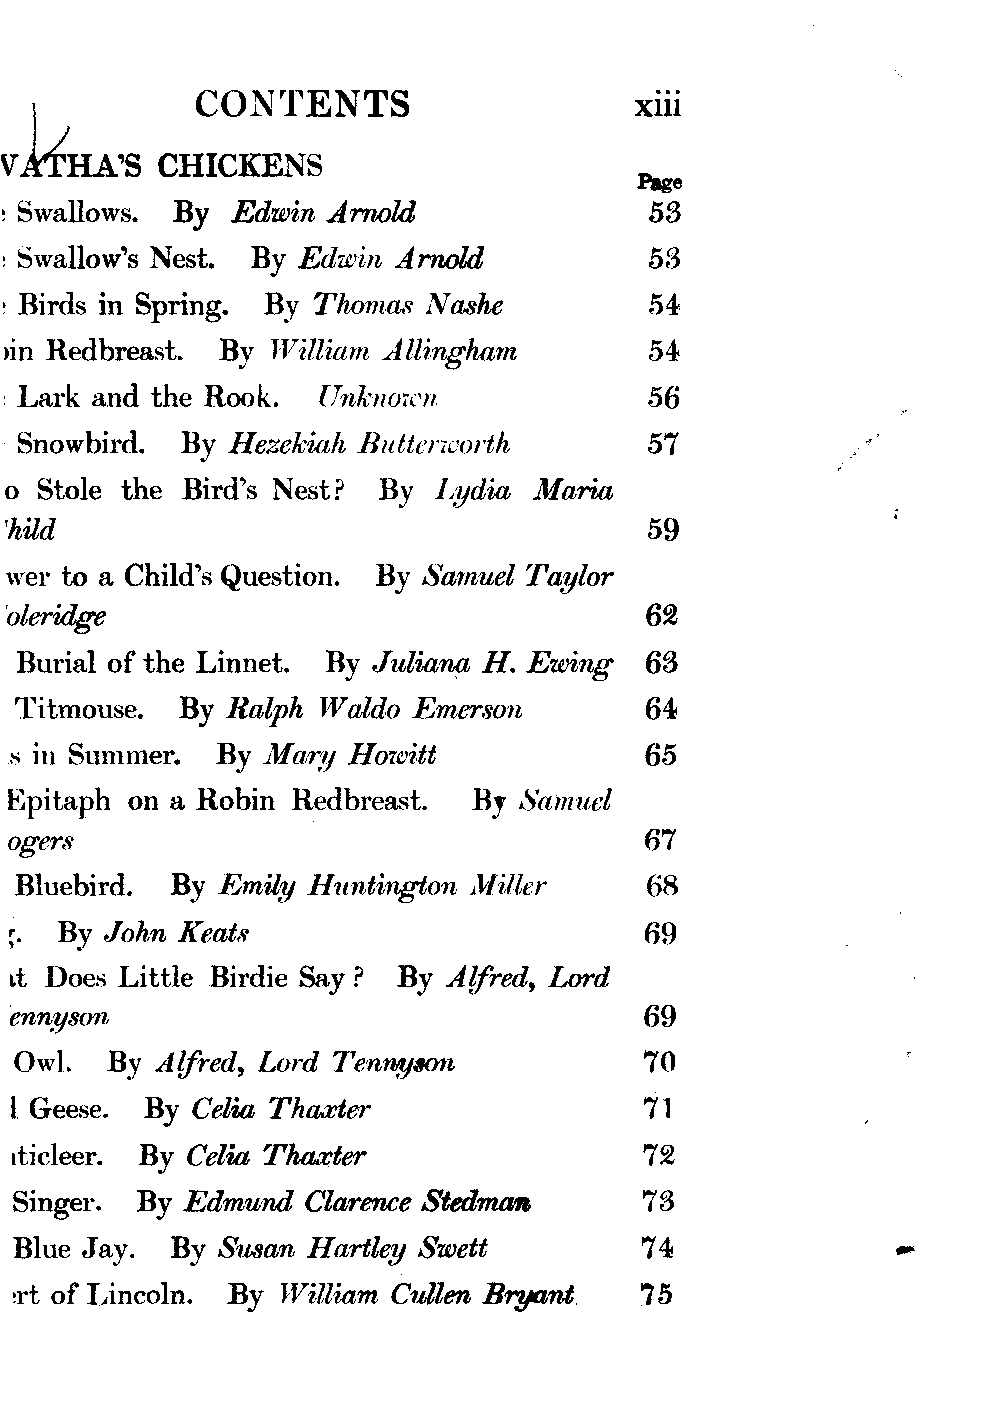 CONTENTS xiii
VATHA'S CHICKENS
Page
Swallows. By Edwin Arnold 53
Swallow's Nest. By Edwin Arnold 53
Birds in Spring. By Thomas Nashe 54
in Redbreast. By William Allingham 54
Lark and the Rook. Unknown 56
Snowbird. By Hezekiah Butterworth 57
o Stole the Bird's Nest? By Lydia Maria
hild 59
wer to a Child's Question. By Samuel Taylor
oleridge 62
Burial of the Linnet. By Juliana H. Ewing 63
Titmouse. By Ralph Waldo Emerson 64
s in Summer. By Mary Howitt 65
Epitaph on a Robin Redbreast. By Samuel
ogers 67
Bluebird. By Emily Huntington Miller 68
. By John Keats 69
t Does Little Birdie Say? By Alfred, Lord
ennyson 69
Owl. By Alfred, Lord Tennyson 70
l Geese. By Celia Thaxter 71
ticleer. By Celia Thaxter 72
Singer. By Edmund Clarence Stedman 73
Blue Jay. By Susan Hartley Swett 74
rt of Lincoln. By William Cullen Bryant 75